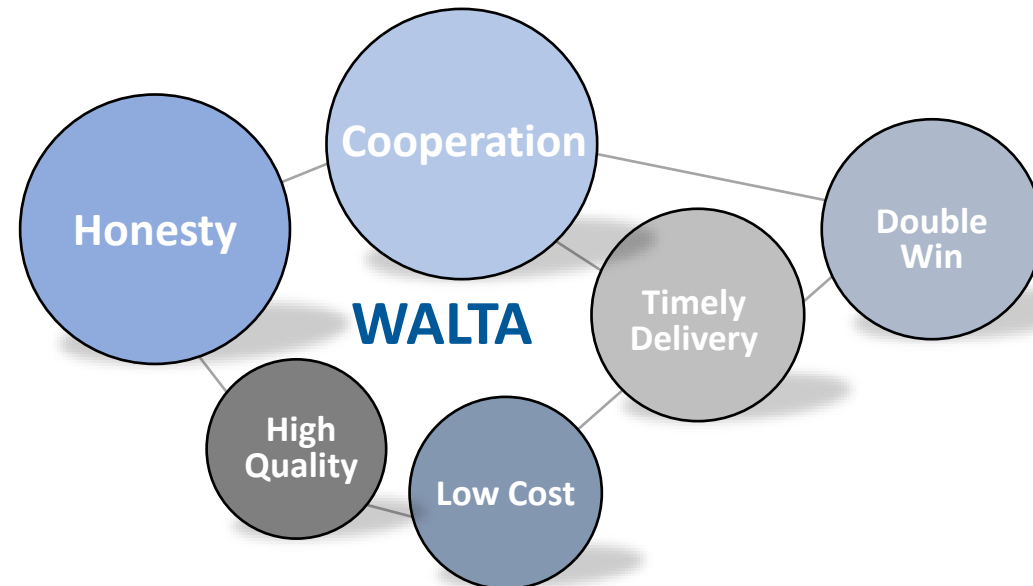 Cooperation
Honesty
Double
Win
Timely
Delivery
WALTA
High
Quality
Low Cost